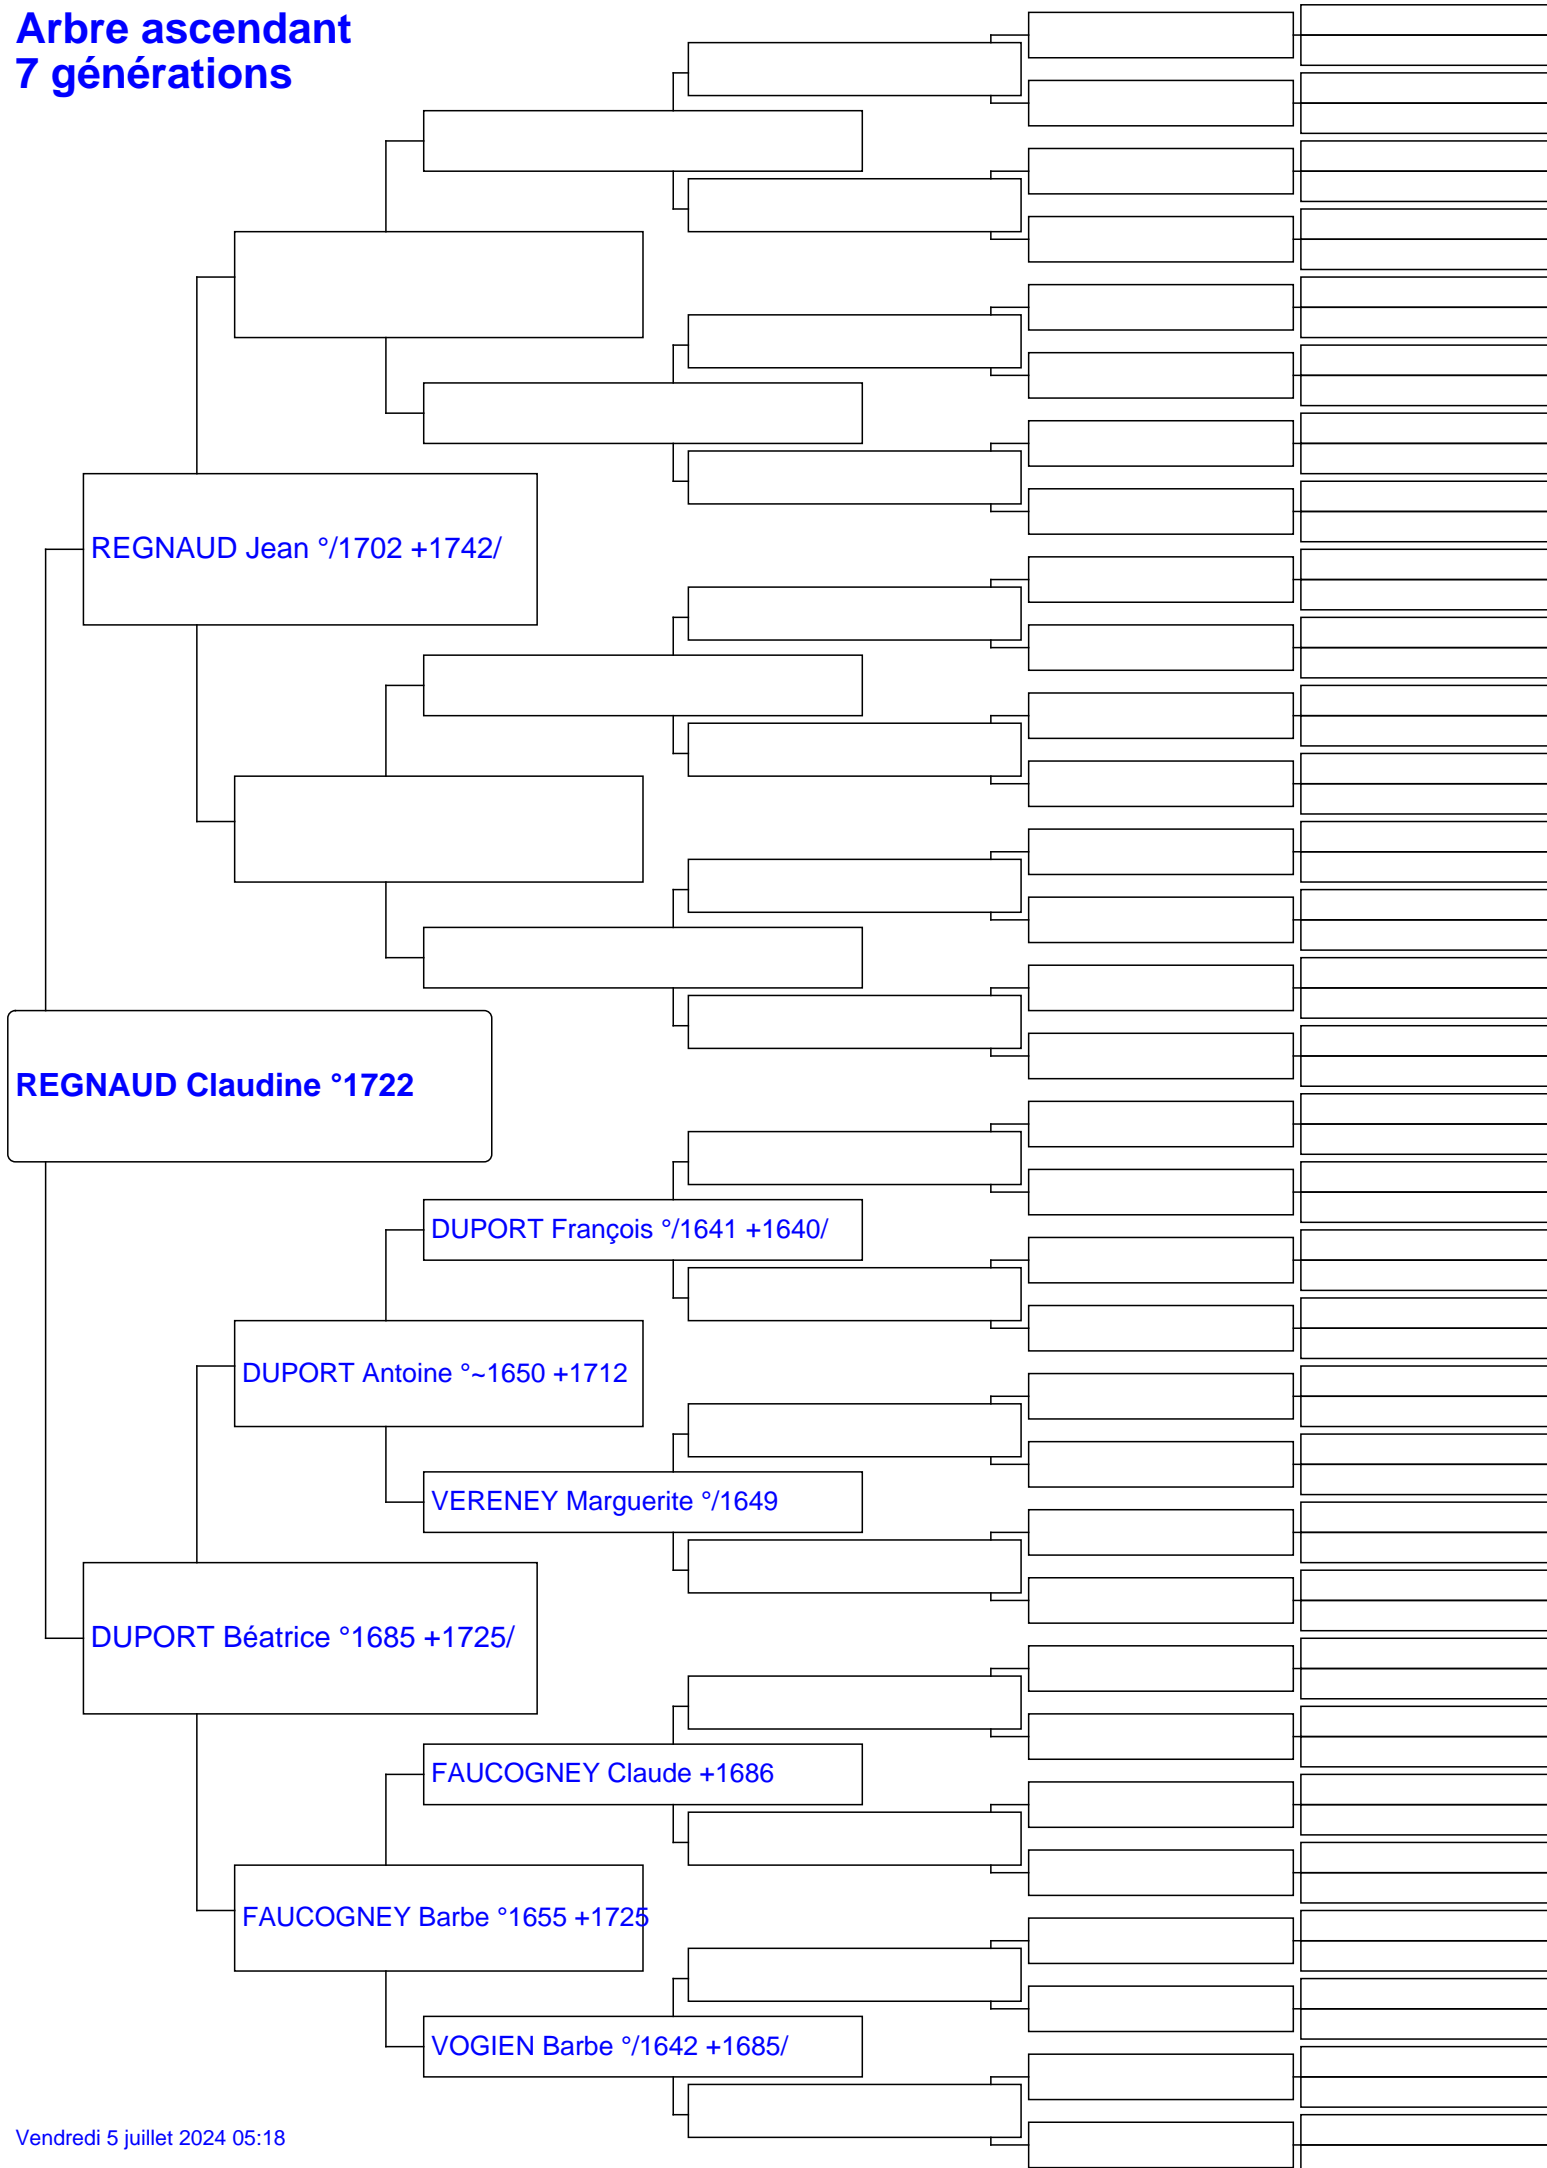 Arbre ascendant
7 générations
REGNAUD Jean °/1702 +1742/
REGNAUD Claudine °1722
DUPORT François °/1641 +1640/
DUPORT Antoine °~1650 +1712
VERENEY Marguerite °/1649
DUPORT Béatrice °1685 +1725/
FAUCOGNEY Claude +1686
FAUCOGNEY Barbe °1655 +1725
VOGIEN Barbe °/1642 +1685/
Vendredi 5 juillet 2024 05:18